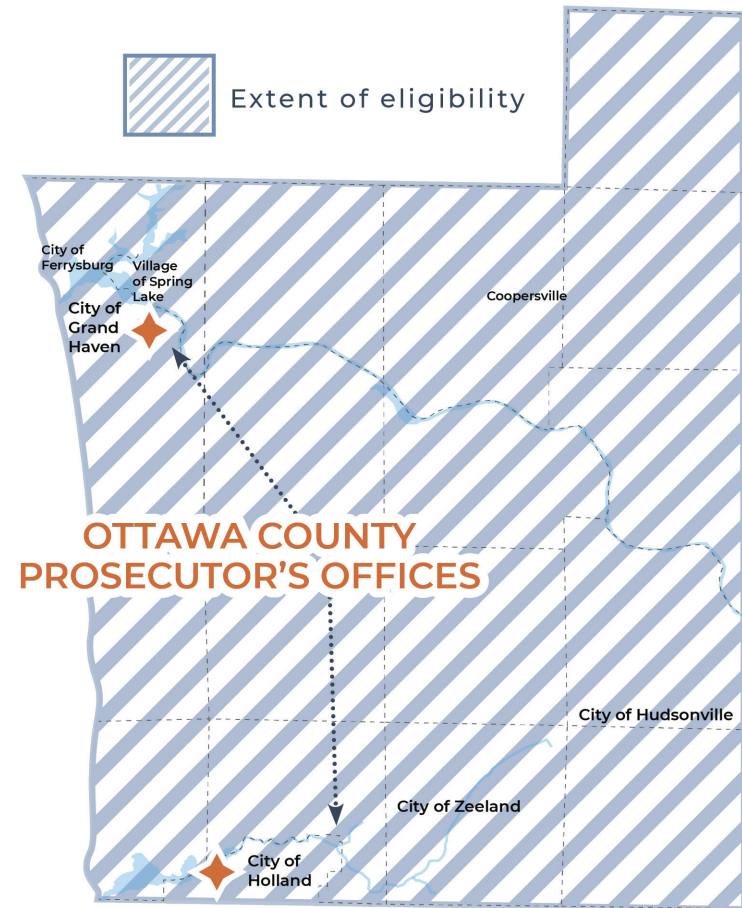 Extent of eligibility
City of
Ferrysburg
Village
of Spring
Lake
City of
Grand
Haven
Coopersville
OTTAWA COUNTY
PROSECUTOR’S OFFICES
City of Hudsonville
City of Zeeland
City of
Holland